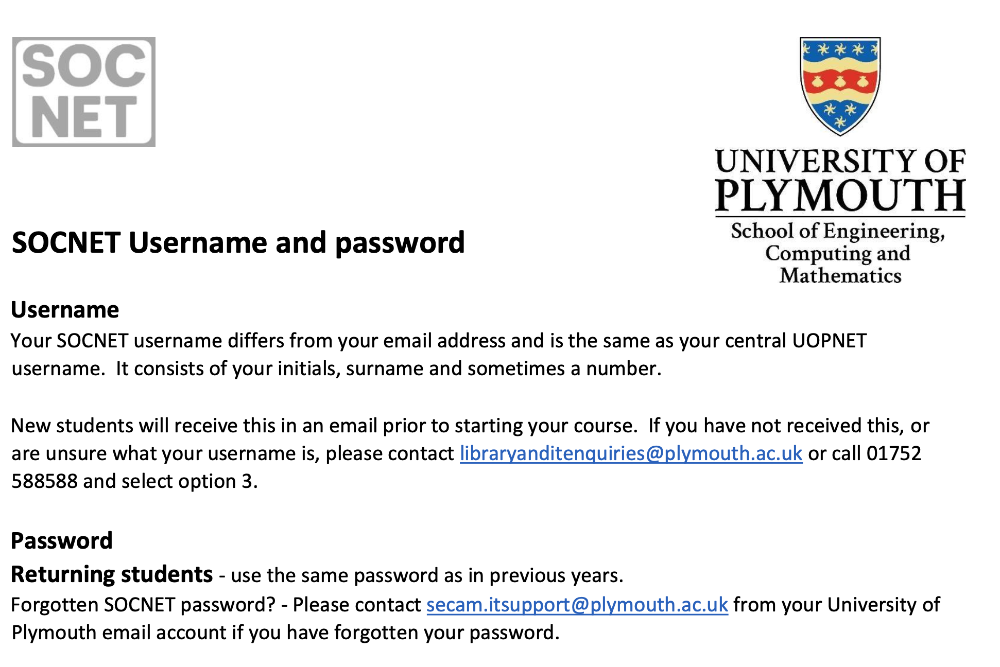 SOC
NET
UNIVERSITY OF
PLYMOUTH
School of Engineering,
Computing and
Mathematics
SOCNET Username and password
Username
Your SOCNET username differs from your email address and is the same as your central UOPNET
username.  It consists of your initials, surname and sometimes a number.
New students will receive this in an email prior to starting your course.  If you have not received this, or
are unsure what your username is, please contact libraryanditenquiries@plymouth.ac.uk or call 01752
588588 and select option 3.
Password
Returning students - use the same password as in previous years.
Forgotten SOCNET password? - Please contact secam.itsupport@plymouth.ac.uk from your University of
Plymouth email account if you have forgotten your password.